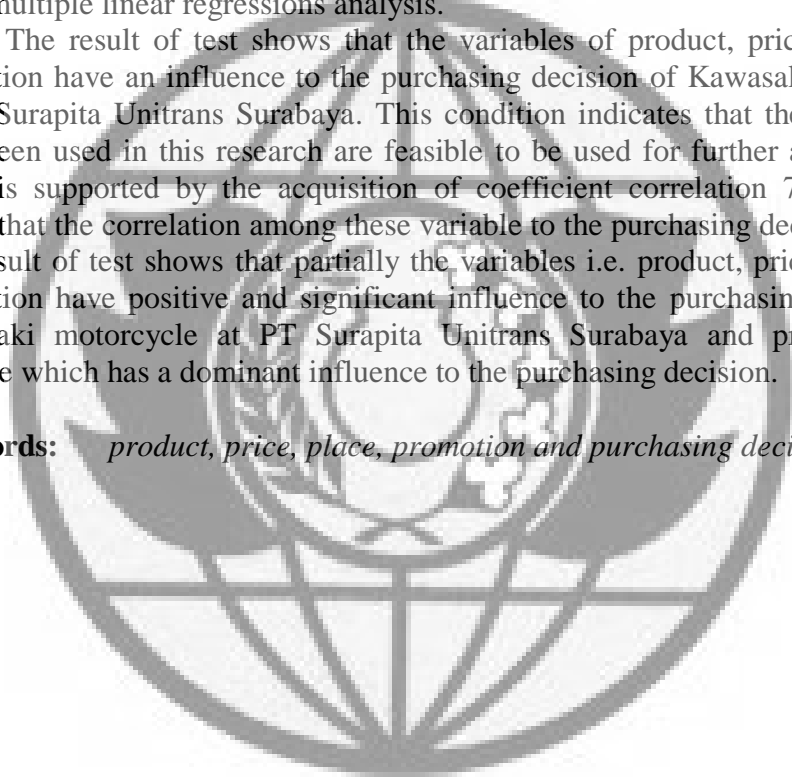 multiple linear regressions analysis.
The result of test shows that the variables of product, pric
tion have an influence to the purchasing decision of Kawasal
Surapita Unitrans Surabaya. This condition indicates that the
een used in this research are feasible to be used for further a
is supported by the acquisition of coefficient correlation 7
that the correlation among these variable to the purchasing dec
sult of test shows that partially the variables i.e. product, pric
tion have positive and significant influence to the purchasin
aki motorcycle at PT Surapita Unitrans Surabaya and pr
e which has a dominant influence to the purchasing decision.
ords: product, price, place, promotion and purchasing deci